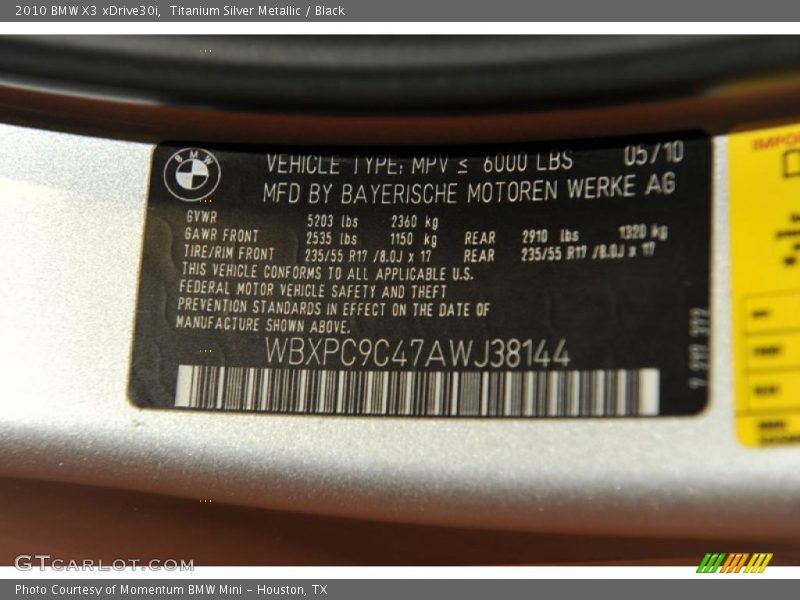 2010 BMW X3 xDrive30i, Titanium Silver Metallic / Black
BMW
VEHICLE TYPE: MPV ≤ 6000 LBS 05/10
MFD BY BAYERISCHE MOTOREN WERKE AG
GVWR 5203 lbs 2360 kg
GAWR FRONT 2535 lbs 1150 kg REAR 2910 lbs 1320 kg
TIRE/RIM FRONT 235/55 R17 /8.0J x 17 REAR 235/55 R17 /8.0J x 17
THIS VEHICLE CONFORMS TO ALL APPLICABLE U.S.
FEDERAL MOTOR VEHICLE SAFETY AND THEFT
PREVENTION STANDARDS IN EFFECT ON THE DATE OF
MANUFACTURE SHOWN ABOVE.
WBXPC9C47AWJ38144
GTCARLOT.COM
Photo Courtesy of Momentum BMW Mini – Houston, TX